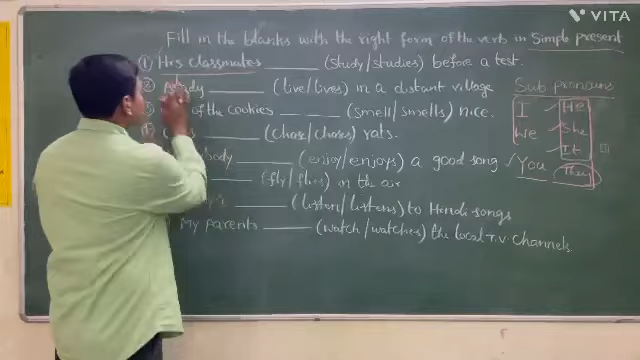 VITA
Fill in the blanks with the right form of the verb in Simple present
① His classmates ______ (study/studies) before a test.
② ______ (live/lives) in a distant village
of the cookies ______ (smell/smells) nice.
______ (chase/chases) rats.
body ______ (enjoy/enjoys) a good song
(fly/flies) in the air
______ (listen/listens) to Hindi songs
My parents ______ (watch/watches) the local T.V. Channels
Sub pronouns
I He
We She
It
You They